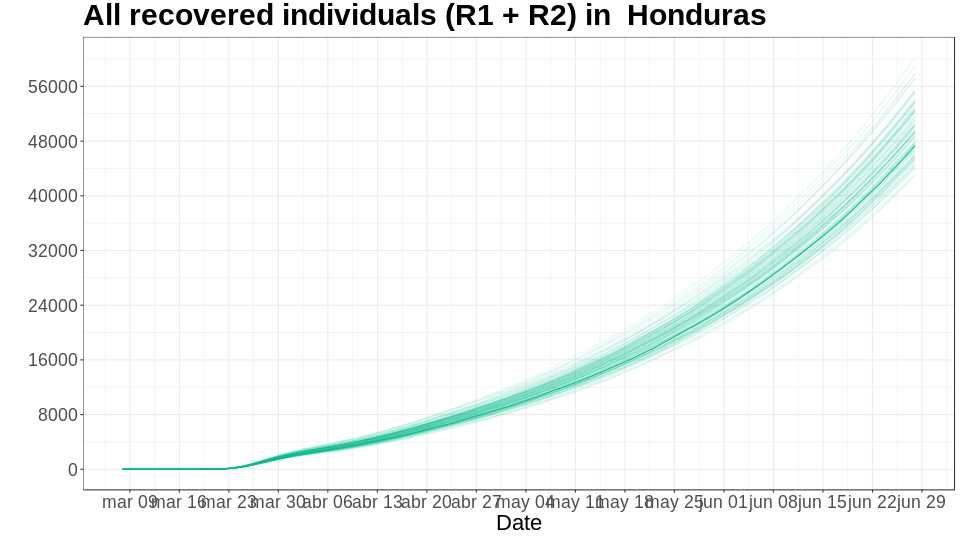 All recovered individuals (R1 + R2) in  Honduras
56000
48000
40000
32000
24000
16000
8000
0
mar 09 mar 16 mar 23 mar 30 abr 06 abr 13 abr 20 abr 27 may 04 may 11 may 18 may 25 jun 01 jun 08 jun 15 jun 22 jun 29
Date